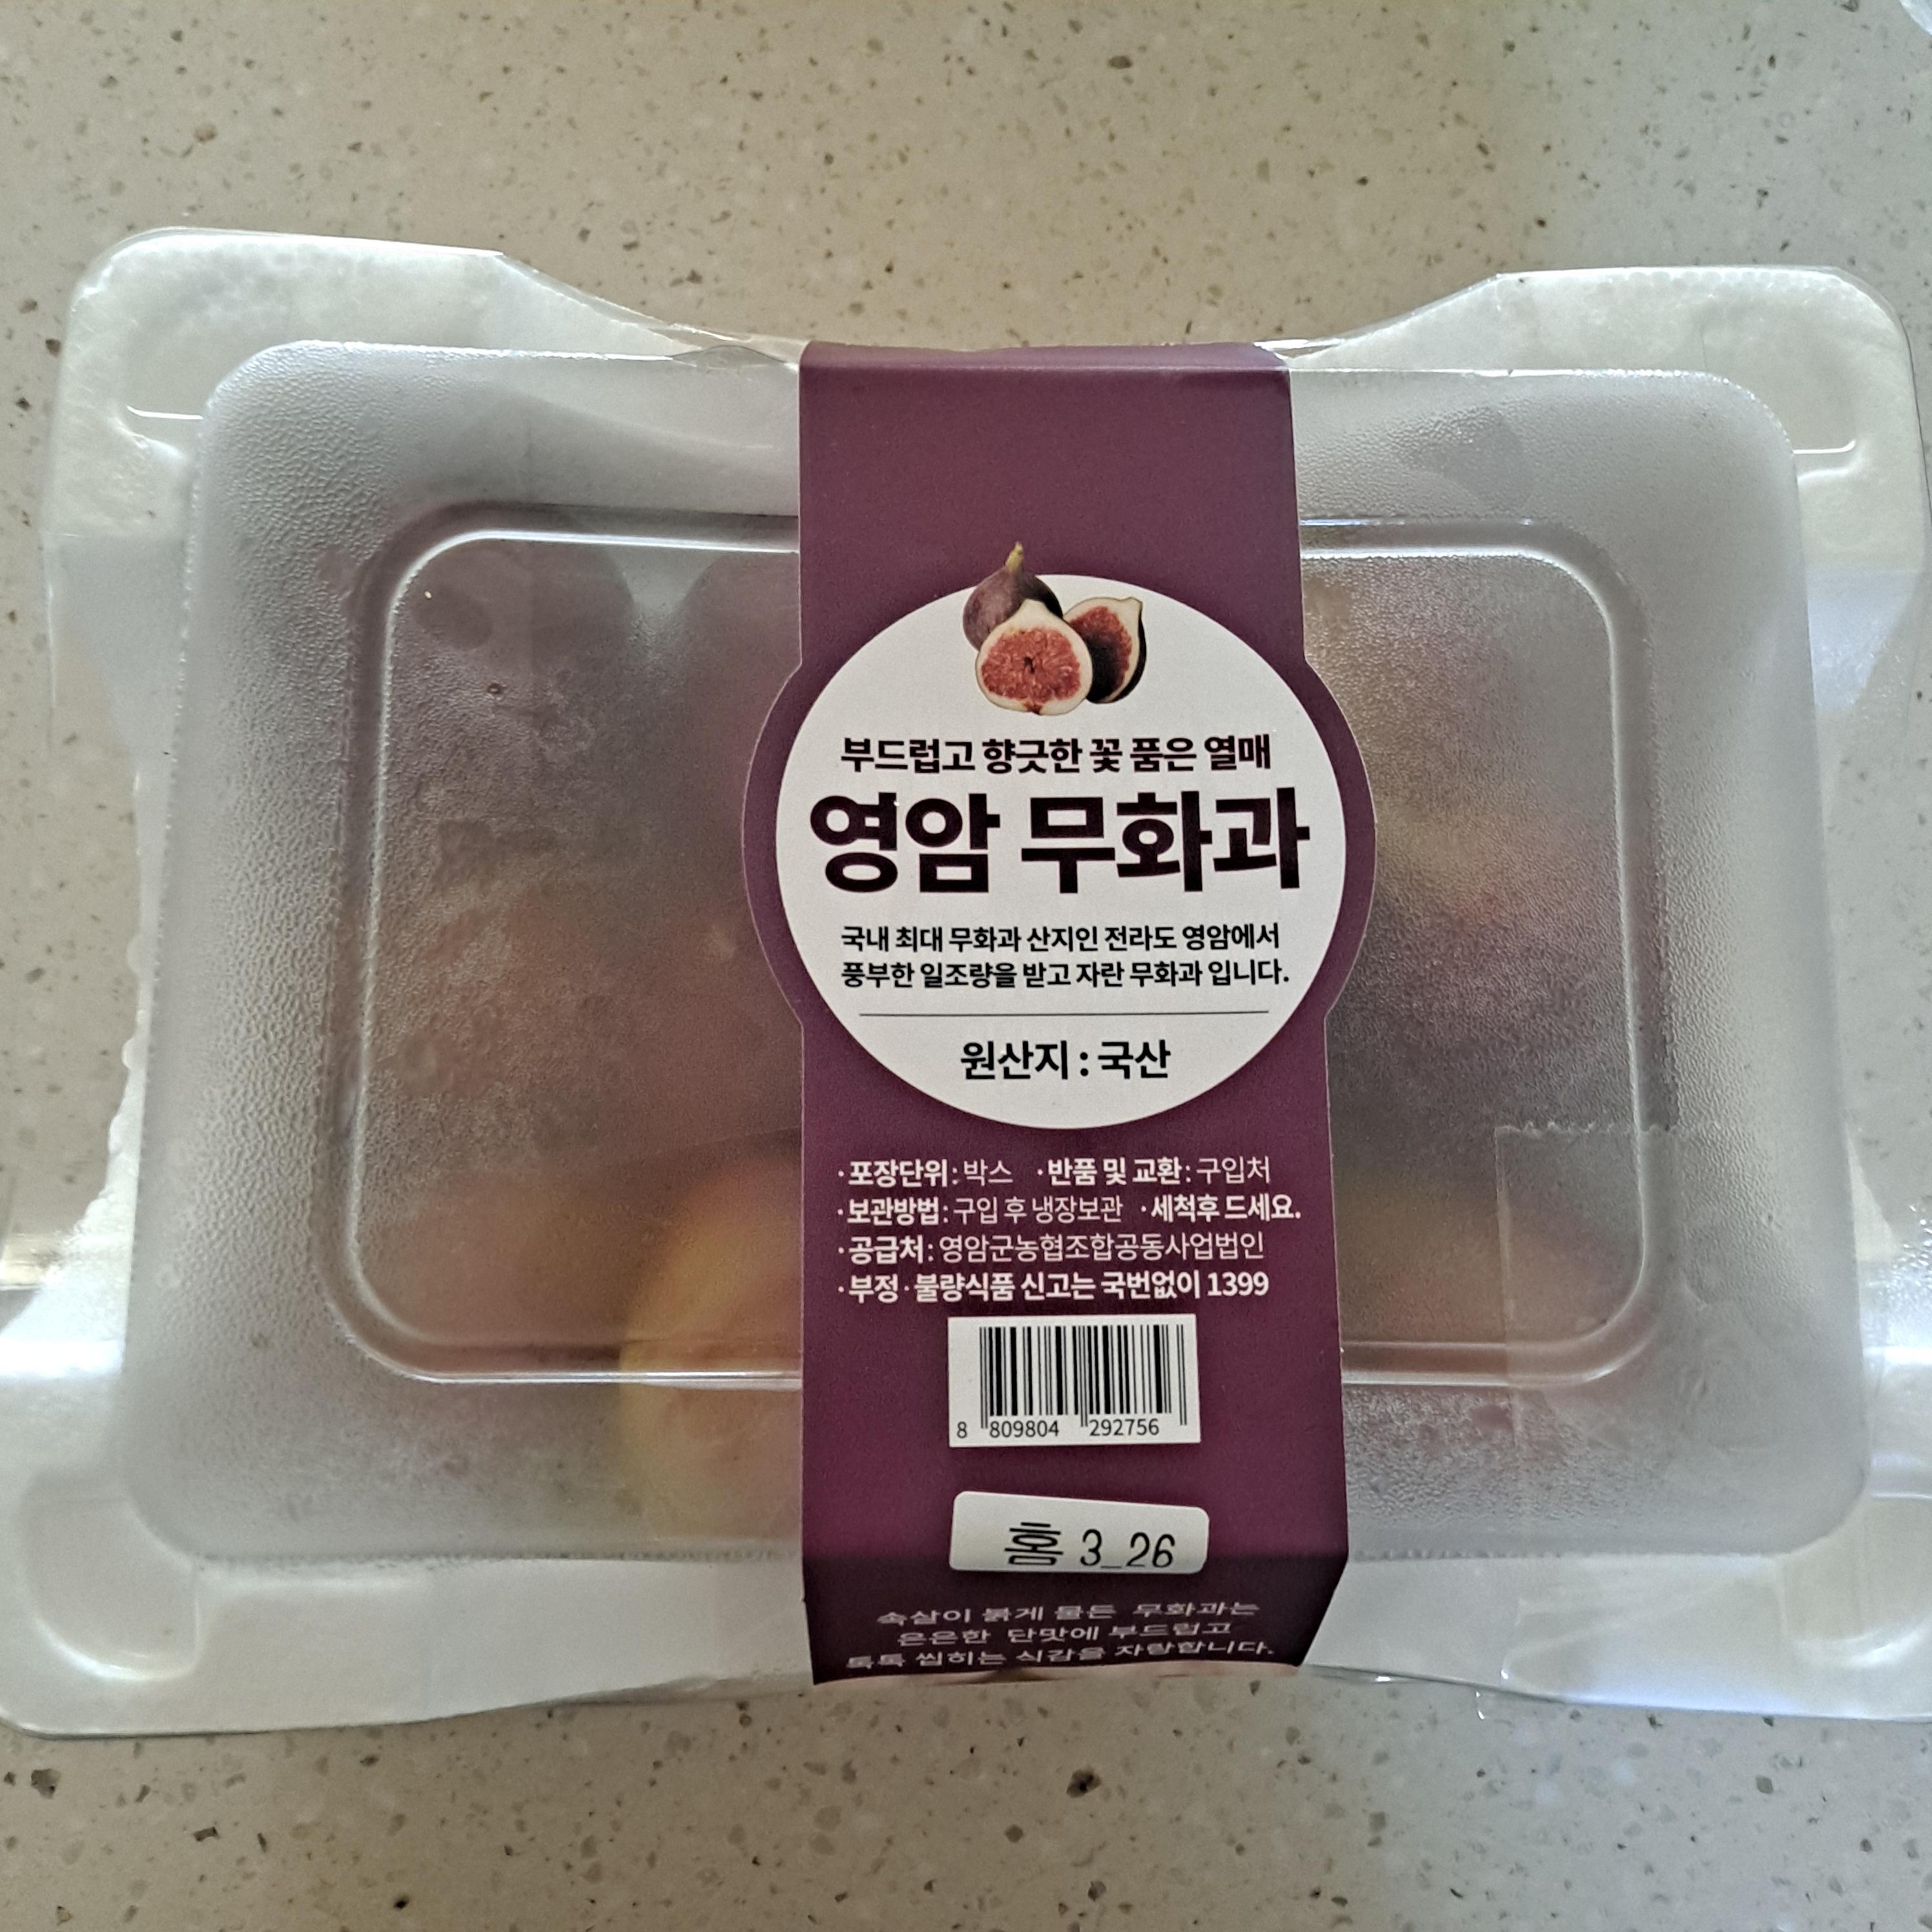 부드럽고 향긋한 꽃 품은 열매
영암 무화과
국내 최대 무화과 산지인 전라도 영암에서
풍부한 일조량을 받고 자란 무화과 입니다.
원산지 : 국산
·포장단위 : 박스 ·반품 및 교환 : 구입처
·보관방법 : 구입 후 냉장보관 ·세척후 드세요.
·공급처 : 영암군농협조합공동사업법인
·부정·불량식품 신고는 국번없이 1399
8 809804 292756
홈 3_26
속살이 붉게 물든 무화과는
은은한 단맛에 부드럽고
톡톡 씹히는 식감을 자랑합니다.